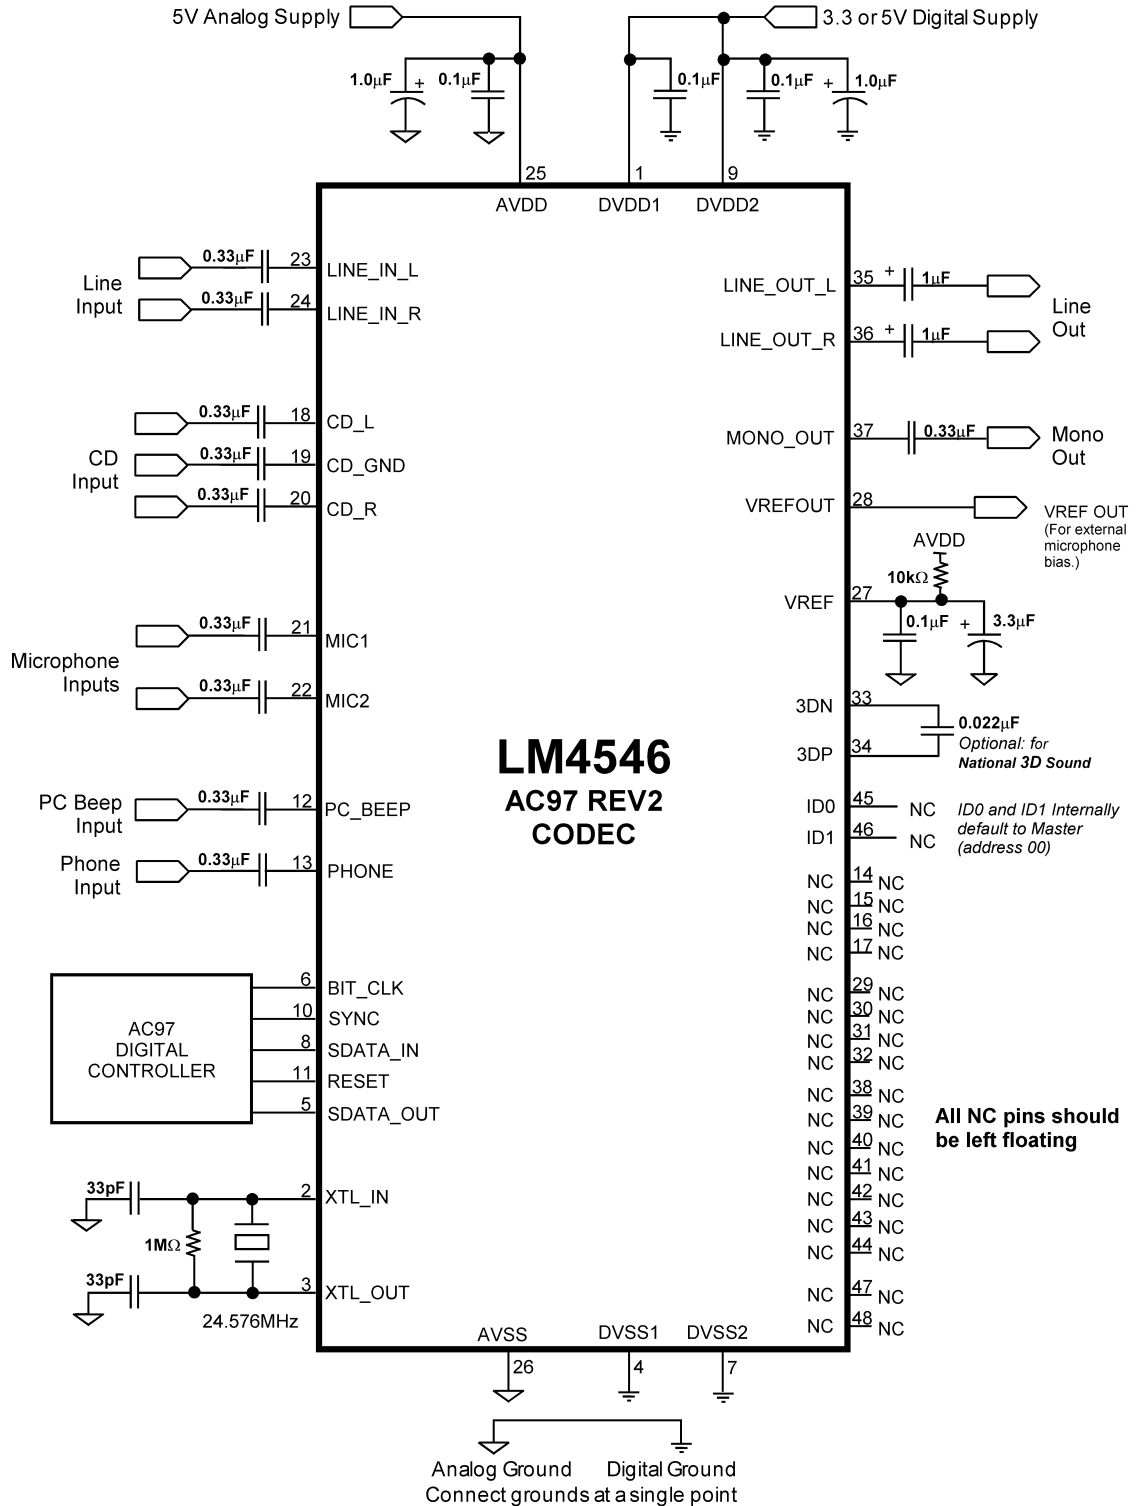 5V Analog Supply
3.3 or 5V Digital Supply
1.0µF
+
0.1µF
0.1µF
0.1µF
+
1.0µF
25
1
9
AVDD
DVDD1
DVDD2
Line
Input
0.33µF
23
LINE_IN_L
0.33µF
24
LINE_IN_R
CD
Input
0.33µF
18
CD_L
0.33µF
19
CD_GND
0.33µF
20
CD_R
Microphone
Inputs
0.33µF
21
MIC1
0.33µF
22
MIC2
PC Beep
Input
0.33µF
12
PC_BEEP
Phone
Input
0.33µF
13
PHONE
AC97
DIGITAL
CONTROLLER
6
BIT_CLK
10
SYNC
8
SDATA_IN
11
RESET
5
SDATA_OUT
33pF
2
XTL_IN
1MΩ
33pF
3
XTL_OUT
24.576MHz
LM4546
AC97 REV2
CODEC
LINE_OUT_L
35
+
1µF
LINE_OUT_R
36
+
1µF
Line
Out
MONO_OUT
37
0.33µF
Mono
Out
VREFOUT
28
VREF OUT
(For external
microphone
bias.)
AVDD
10kΩ
VREF
27
0.1µF
+
3.3µF
3DN
33
3DP
34
0.022µF
Optional: for
National 3D Sound
ID0
45
NC
ID1
46
NC
ID0 and ID1 Internally
default to Master
(address 00)
NC 14 NC
NC 15 NC
NC 16 NC
NC 17 NC
NC 29 NC
NC 30 NC
NC 31 NC
NC 32 NC
NC 38 NC
NC 39 NC
NC 40 NC
NC 41 NC
NC 42 NC
NC 43 NC
NC 44 NC
NC 47 NC
NC 48 NC
All NC pins should
be left floating
AVSS
DVSS1
DVSS2
26
4
7
Analog Ground
Digital Ground
Connect grounds at a single point